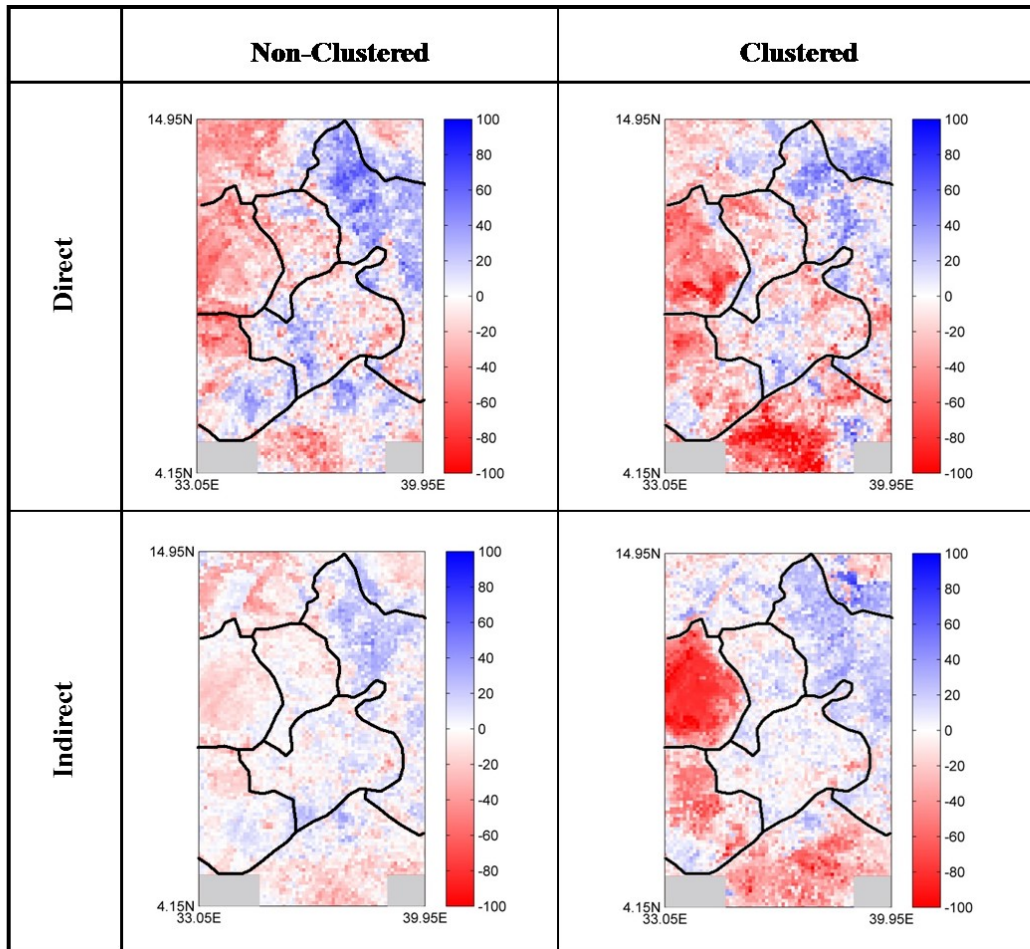 Non-Clustered
Clustered
Direct
14.95N
4.15N
33.05E
39.95E
100
80
60
40
20
0
-20
-40
-60
-80
-100
14.95N
4.15N
33.05E
39.95E
100
80
60
40
20
0
-20
-40
-60
-80
-100
Indirect
14.95N
4.15N
33.05E
39.95E
100
80
60
40
20
0
-20
-40
-60
-80
-100
14.95N
4.15N
33.05E
39.95E
100
80
60
40
20
0
-20
-40
-60
-80
-100